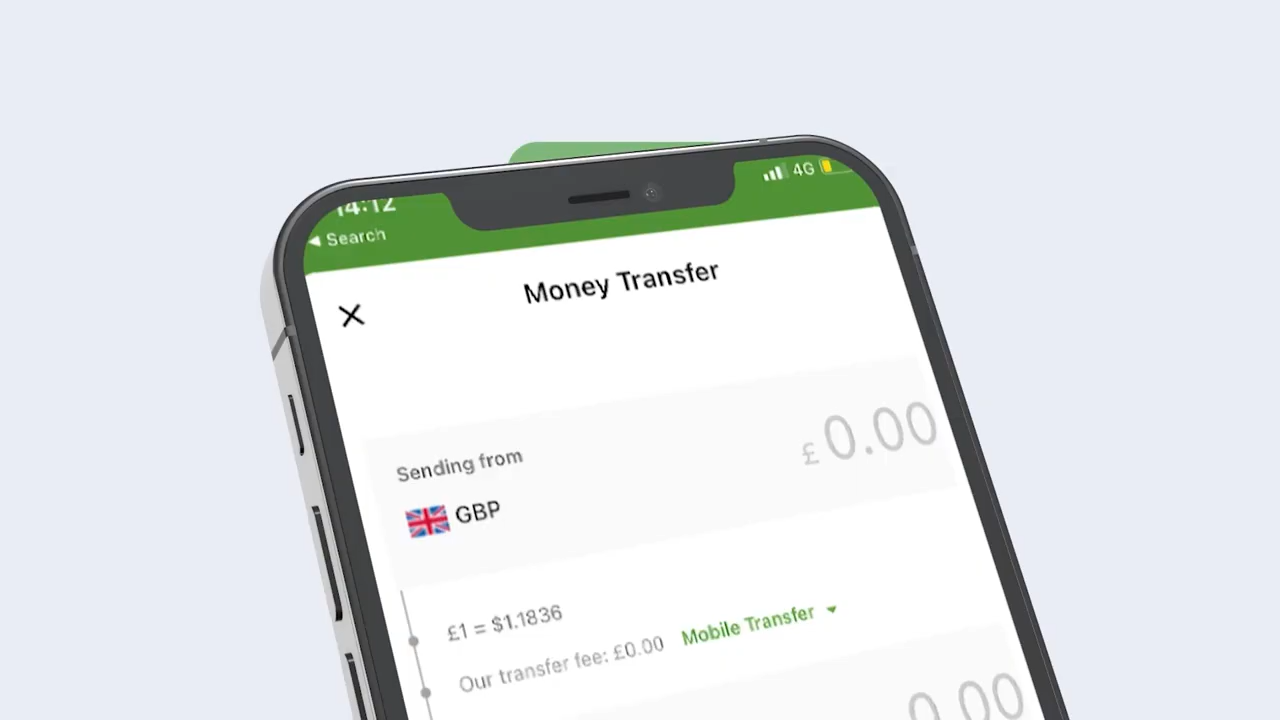 14:12
4G
◀ Search
Money Transfer
Sending from
£ 0.00
GBP
£1 = $1.1836
Our transfer fee: £0.00 Mobile Transfer
0.00